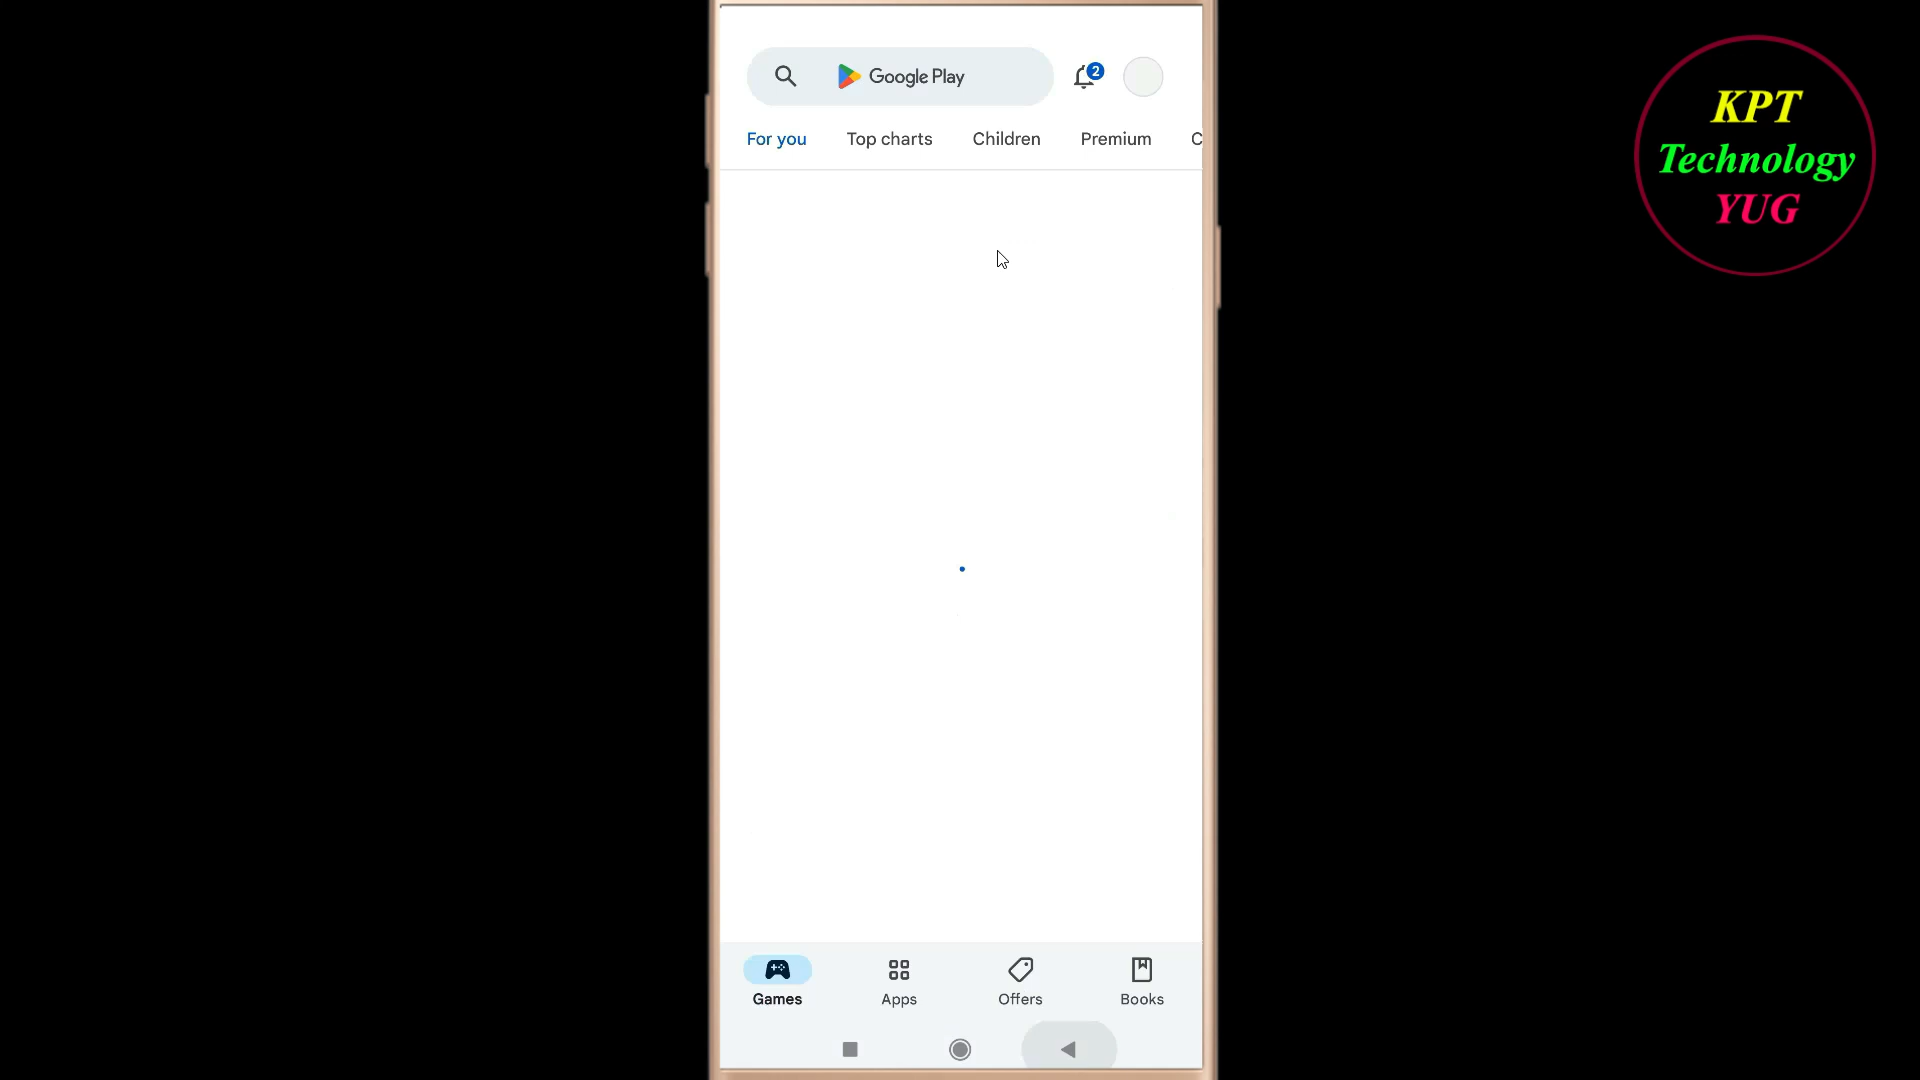 Google Play
2
For you Top charts Children Premium C
Games Apps Offers Books
KPT
Technology
YUG